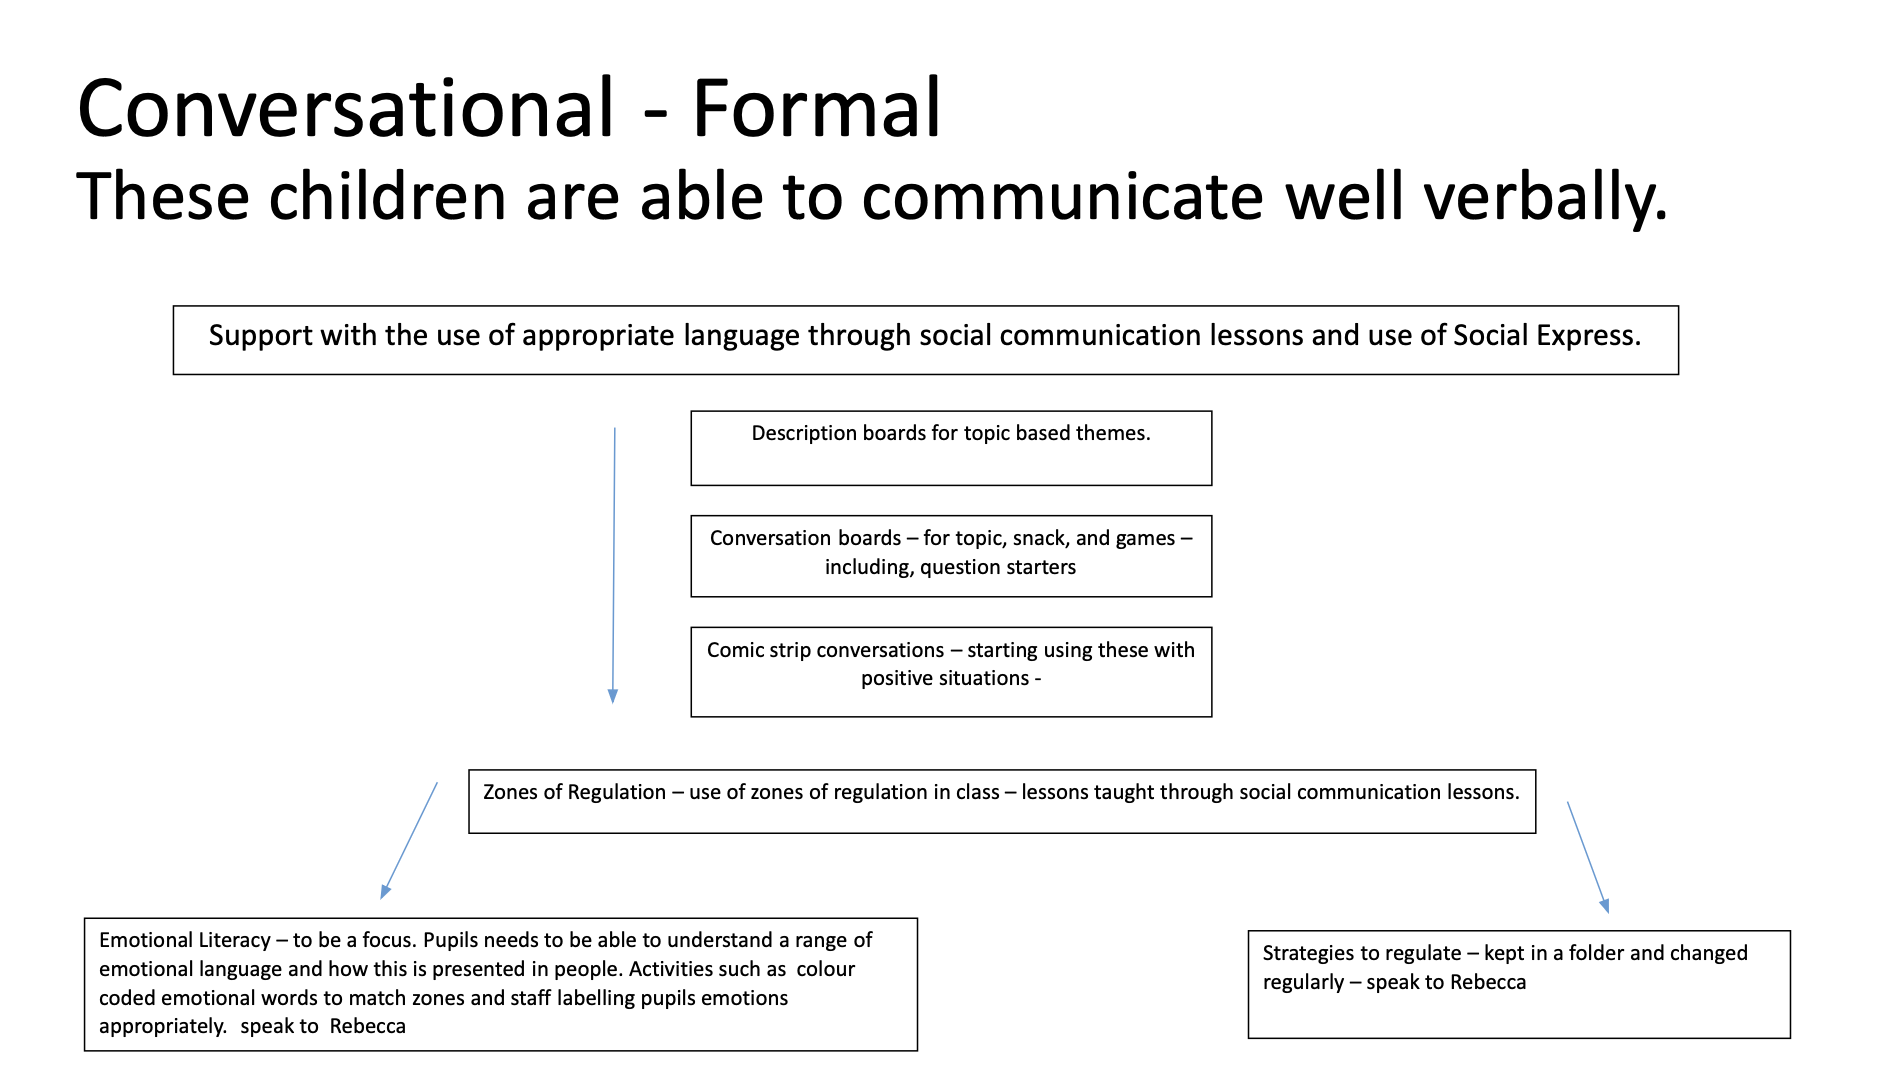 Conversational - Formal
These children are able to communicate well verbally.
Support with the use of appropriate language through social communication lessons and use of Social Express.
Description boards for topic based themes.
Conversation boards – for topic, snack, and games –
including, question starters
Comic strip conversations – starting using these with
positive situations -
Zones of Regulation – use of zones of regulation in class – lessons taught through social communication lessons.
Emotional Literacy – to be a focus. Pupils needs to be able to understand a range of
emotional language and how this is presented in people. Activities such as  colour
coded emotional words to match zones and staff labelling pupils emotions
appropriately.  speak to  Rebecca
Strategies to regulate – kept in a folder and changed
regularly – speak to Rebecca